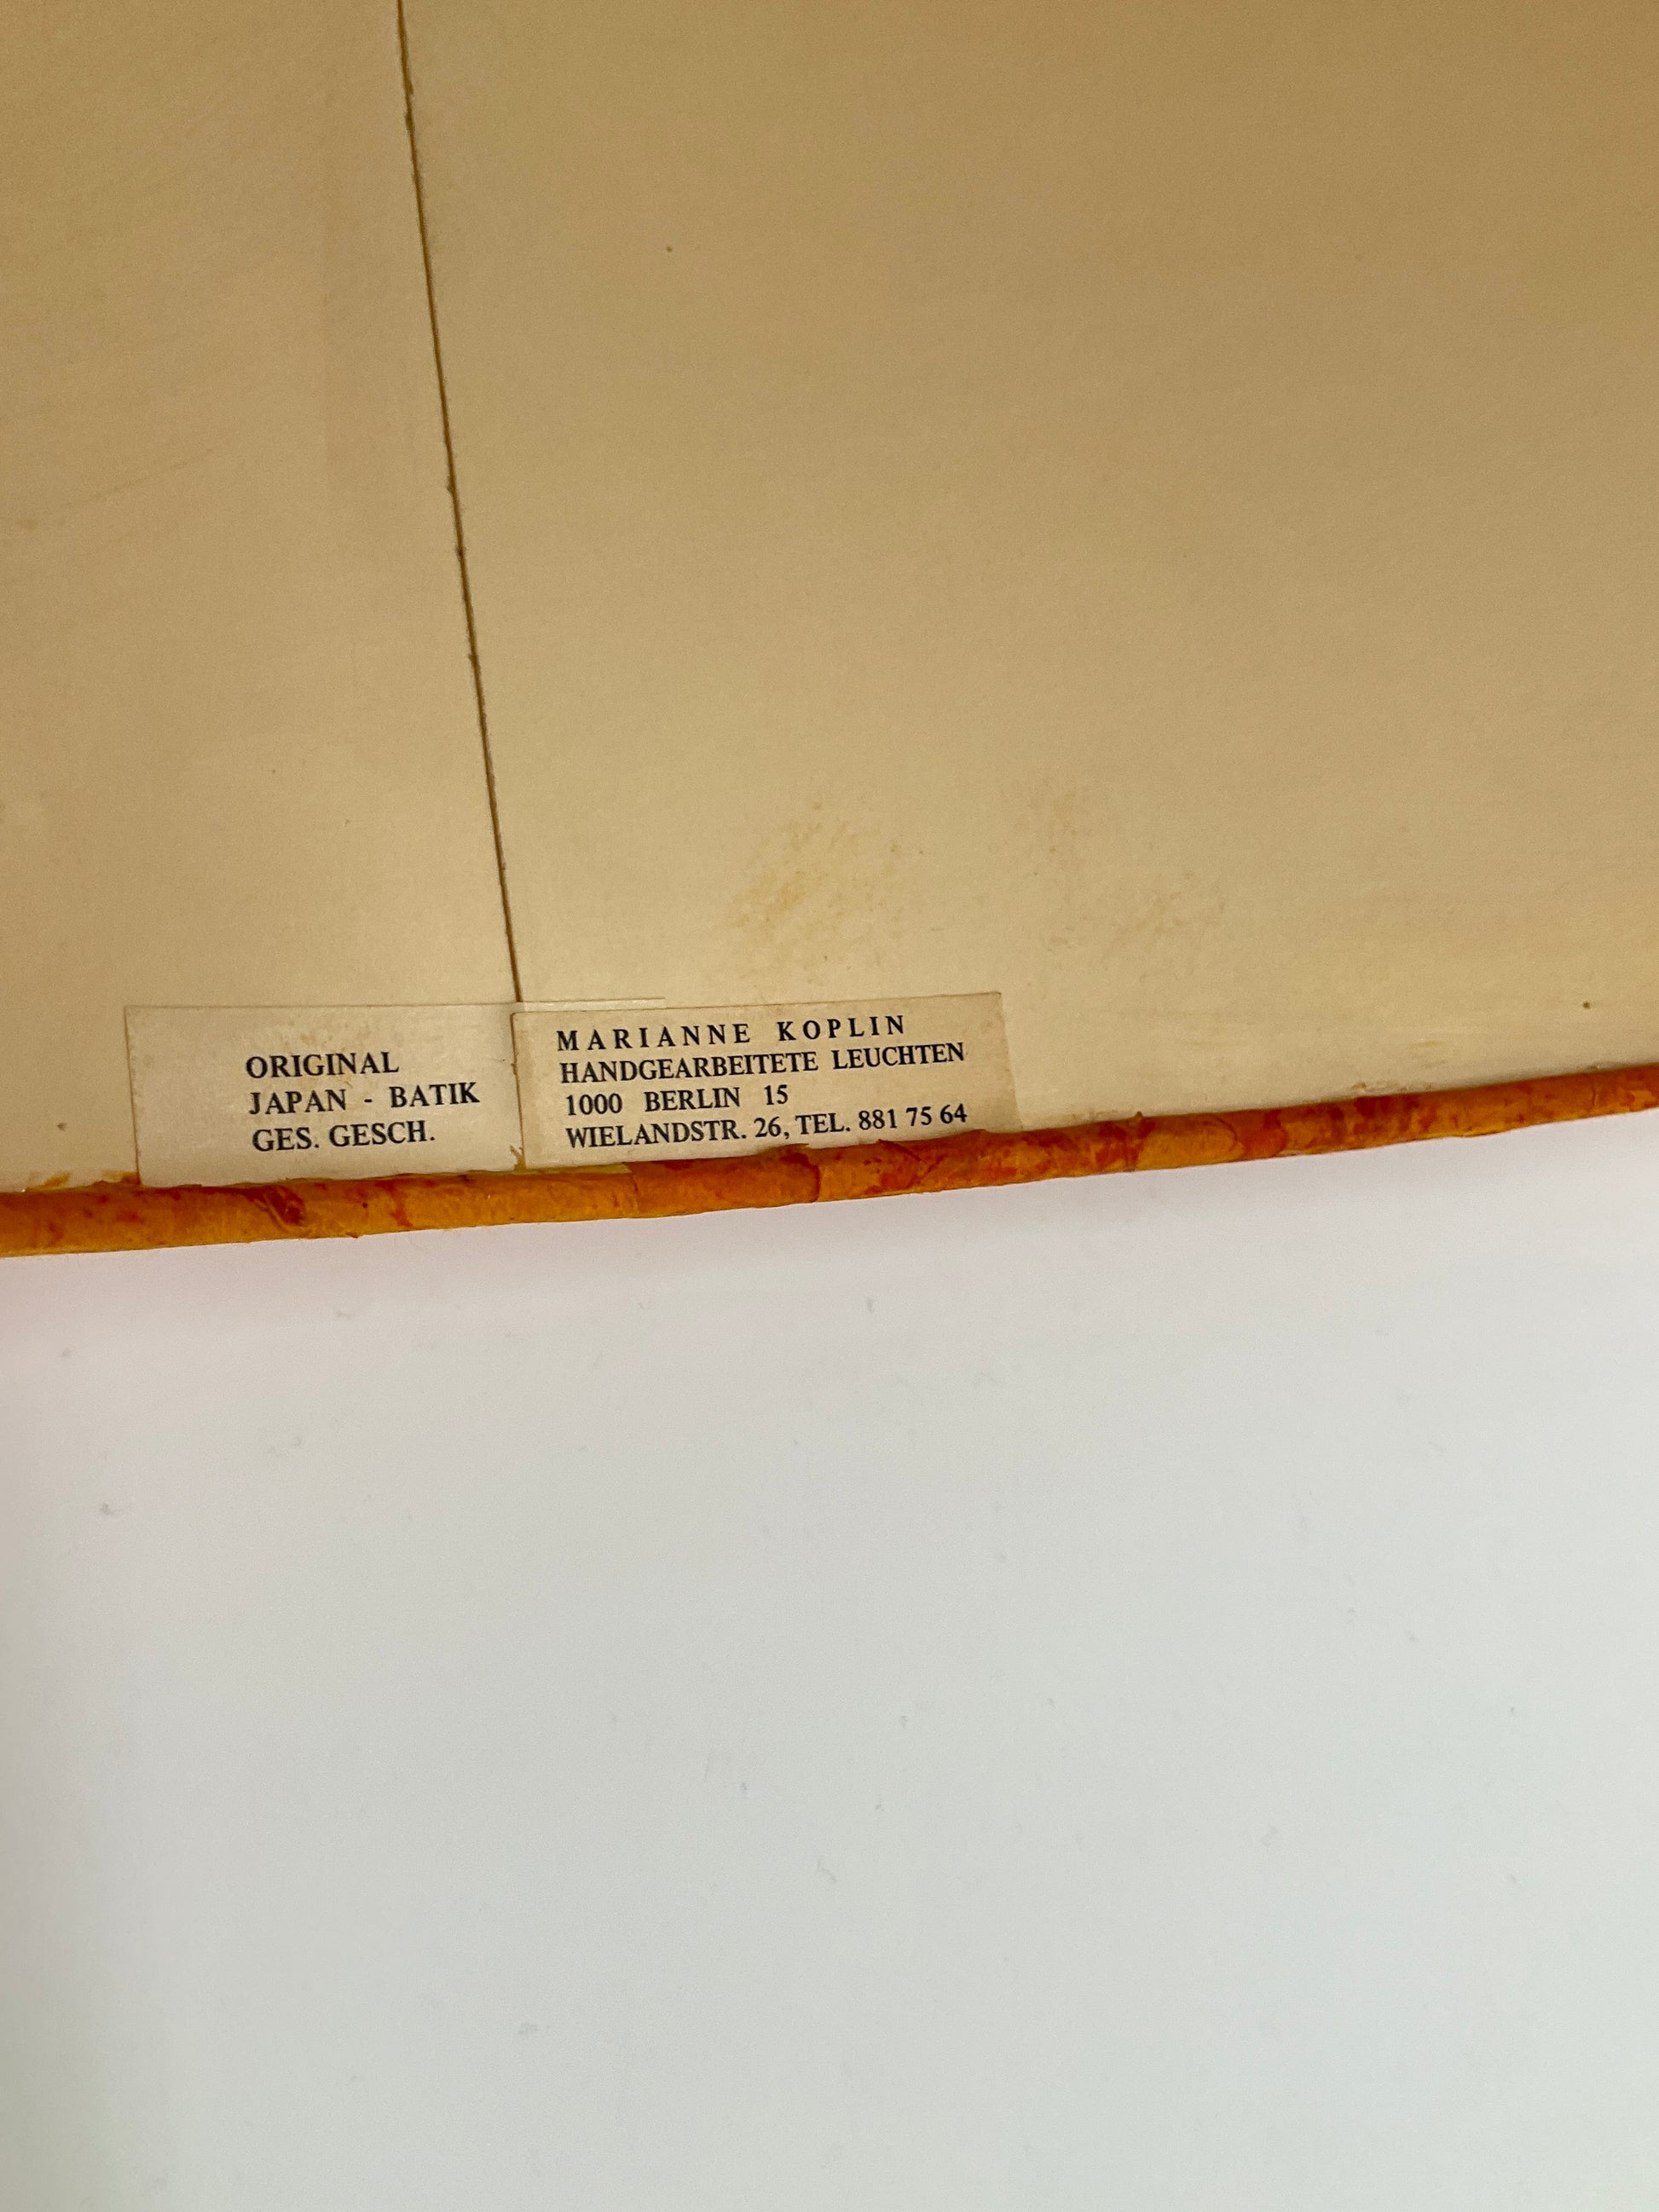 ORIGINAL
JAPAN - BATIK
GES. GESCH.
MARIANNE KOPLIN
HANDGEARBEITETE LEUCHTEN
1000 BERLIN 15
WIELANDSTR. 26, TEL. 881 75 64